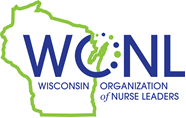 WONL
WISCONSIN ORGANIZATION
of NURSE LEADERS